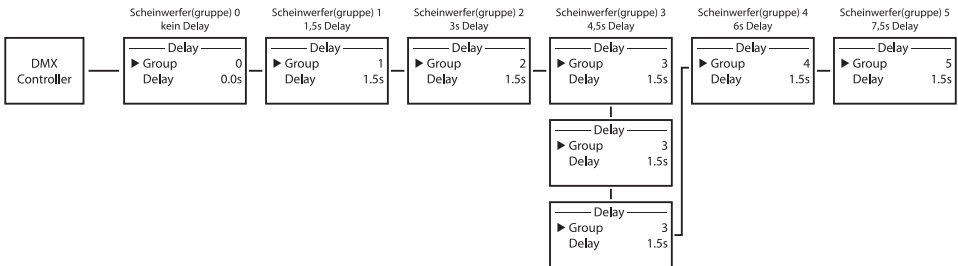 Scheinwerfer(gruppe) 0
kein Delay
Scheinwerfer(gruppe) 1
1,5s Delay
Scheinwerfer(gruppe) 2
3s Delay
Scheinwerfer(gruppe) 3
4,5s Delay
Scheinwerfer(gruppe) 4
6s Delay
Scheinwerfer(gruppe) 5
7,5s Delay
DMX
Controller
Delay
▶ Group 0
Delay 0.0s
Delay
▶ Group 1
Delay 1.5s
Delay
▶ Group 2
Delay 1.5s
Delay
▶ Group 3
Delay 1.5s
Delay
▶ Group 4
Delay 1.5s
Delay
▶ Group 5
Delay 1.5s
Delay
▶ Group 3
Delay 1.5s
Delay
▶ Group 3
Delay 1.5s